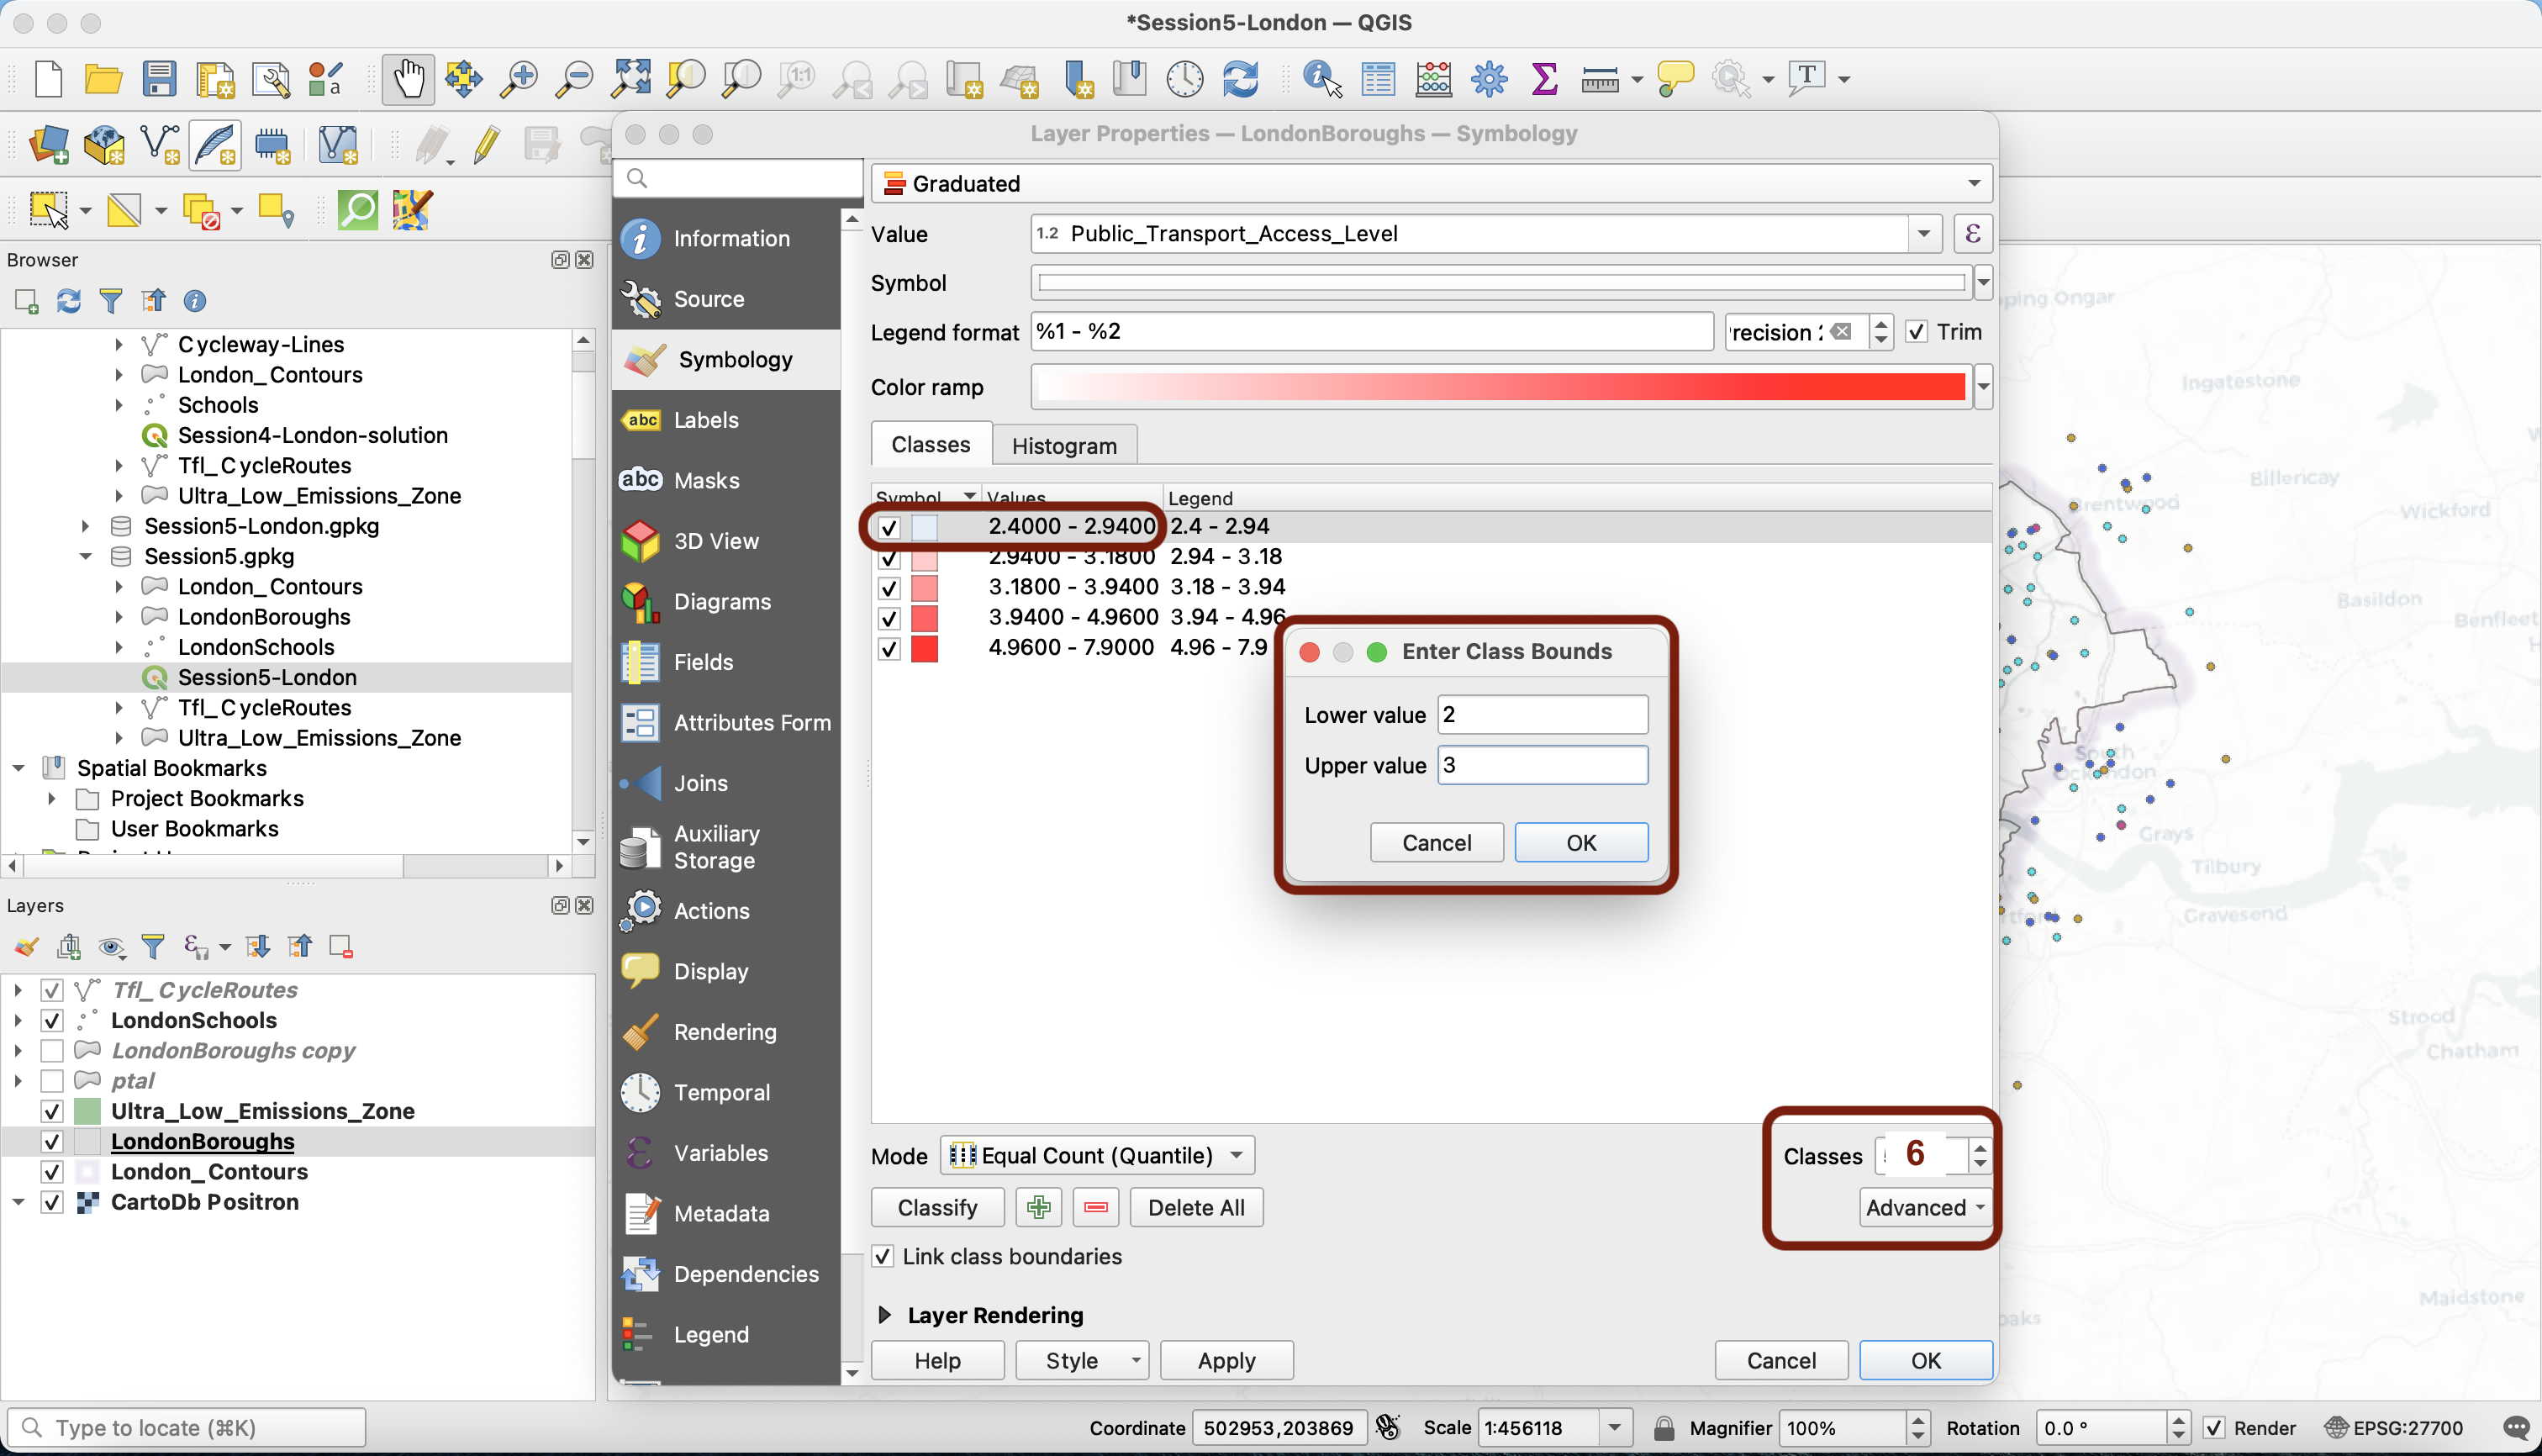 *Session5-London — QGIS
Layer Properties — LondonBoroughs — Symbology
Browser
Cycleway-Lines
London_Contours
Schools
Session4-London-solution
Tfl_CycleRoutes
Ultra_Low_Emissions_Zone
Session5-London.gpkg
Session5.gpkg
London_Contours
LondonBoroughs
LondonSchools
Session5-London
Tfl_CycleRoutes
Ultra_Low_Emissions_Zone
Spatial Bookmarks
Project Bookmarks
User Bookmarks
Layers
Tfl_CycleRoutes
LondonSchools
LondonBoroughs copy
ptal
Ultra_Low_Emissions_Zone
LondonBoroughs
London_Contours
CartoDb Positron
Information
Source
Symbology
Labels
Masks
3D View
Diagrams
Fields
Attributes Form
Joins
Auxiliary
Storage
Actions
Display
Rendering
Temporal
Variables
Metadata
Dependencies
Legend
Graduated
Value 1.2 Public_Transport_Access_Level
Symbol
Legend format %1 - %2 recision Trim
Color ramp
Classes Histogram
Symbol Values Legend
2.4000 - 2.9400 2.4 - 2.94
2.9400 - 3.1800 2.94 - 3.18
3.1800 - 3.9400 3.18 - 3.94
3.9400 - 4.9600 3.94 - 4.96
4.9600 - 7.9000 4.96 - 7.9
Enter Class Bounds
Lower value 2
Upper value 3
Cancel OK
Mode Equal Count (Quantile) Classes 6
Classify Delete All Advanced
Link class boundaries
Layer Rendering
Help Style Apply Cancel OK
pping Ongar
Ingatestone
Billericay
Brentwood
Wickford
Basildon
Benfleet
South
Ockendon
Grays
Tilbury
Gravesend
Strood
Chatham
Maidstone
oaks
Type to locate (⌘K) Coordinate 502953,203869 Scale 1:456118 Magnifier 100% Rotation 0.0 ° Render EPSG:27700